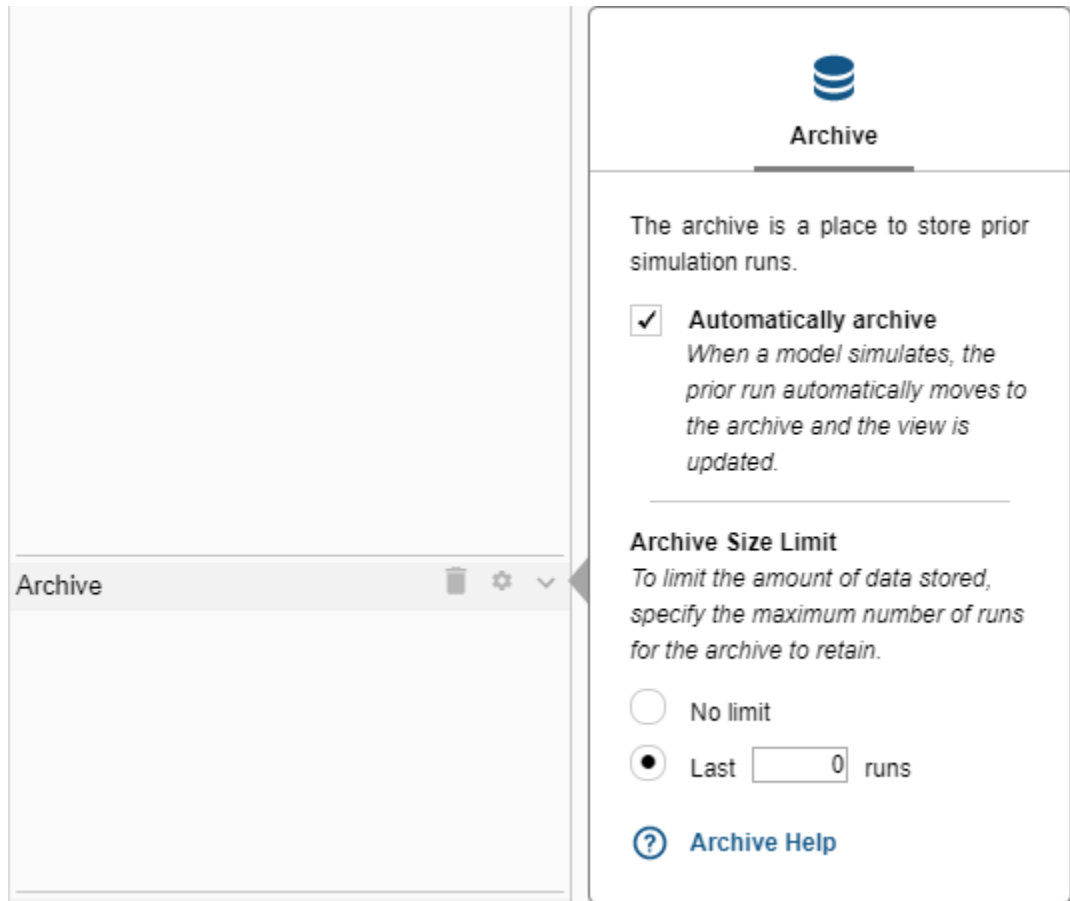 Archive
The archive is a place to store prior
simulation runs.
Automatically archive
When a model simulates, the
prior run automatically moves to
the archive and the view is
updated.
Archive Size Limit
To limit the amount of data stored,
specify the maximum number of runs
for the archive to retain.
No limit
Last 0 runs
Archive Help
Archive